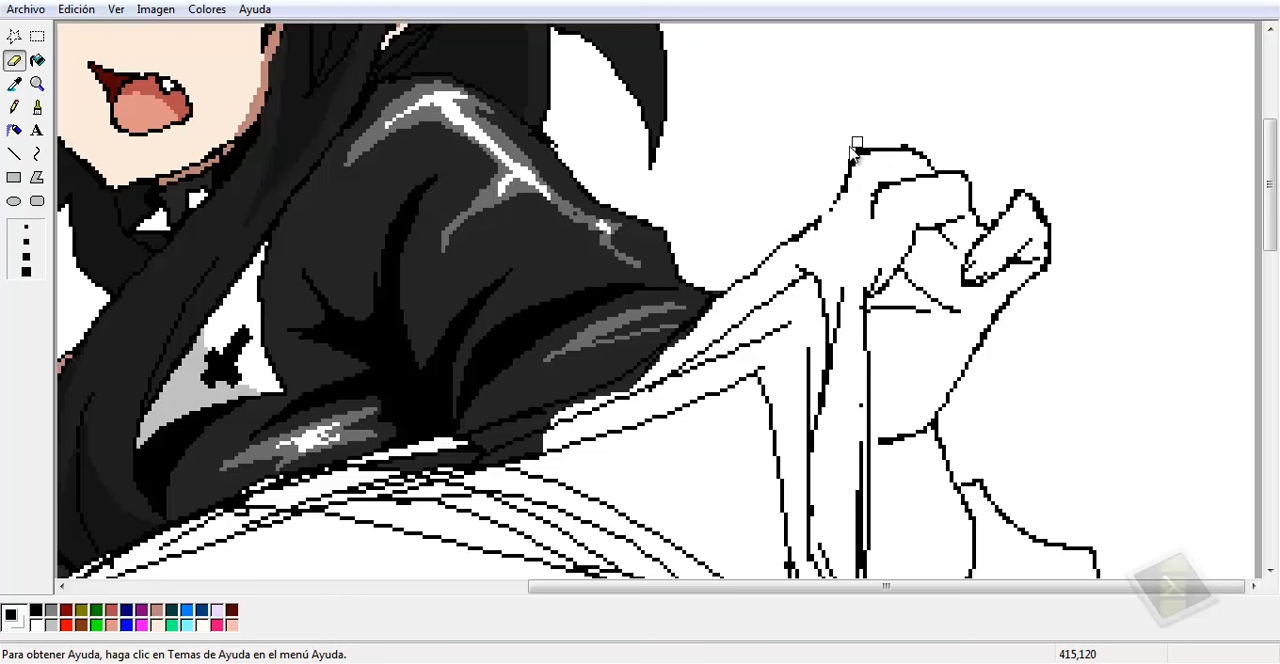 Archivo Edición Ver Imagen Colores Ayuda
A
Para obtener Ayuda, haga clic en Temas de Ayuda en el menú Ayuda.
415,120